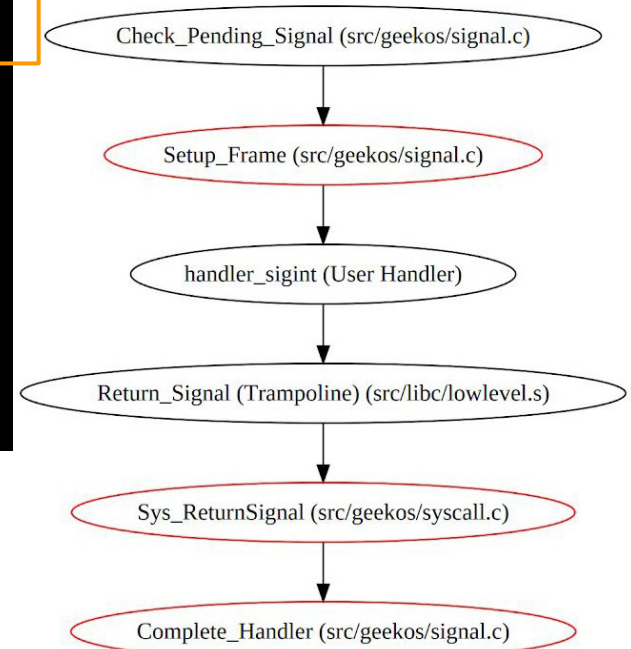 Check_Pending_Signal (src/geekos/signal.c)
Setup_Frame (src/geekos/signal.c)
handler_sigint (User Handler)
Return_Signal (Trampoline) (src/libc/lowlevel.s)
Sys_ReturnSignal (src/geekos/syscall.c)
Complete_Handler (src/geekos/signal.c)